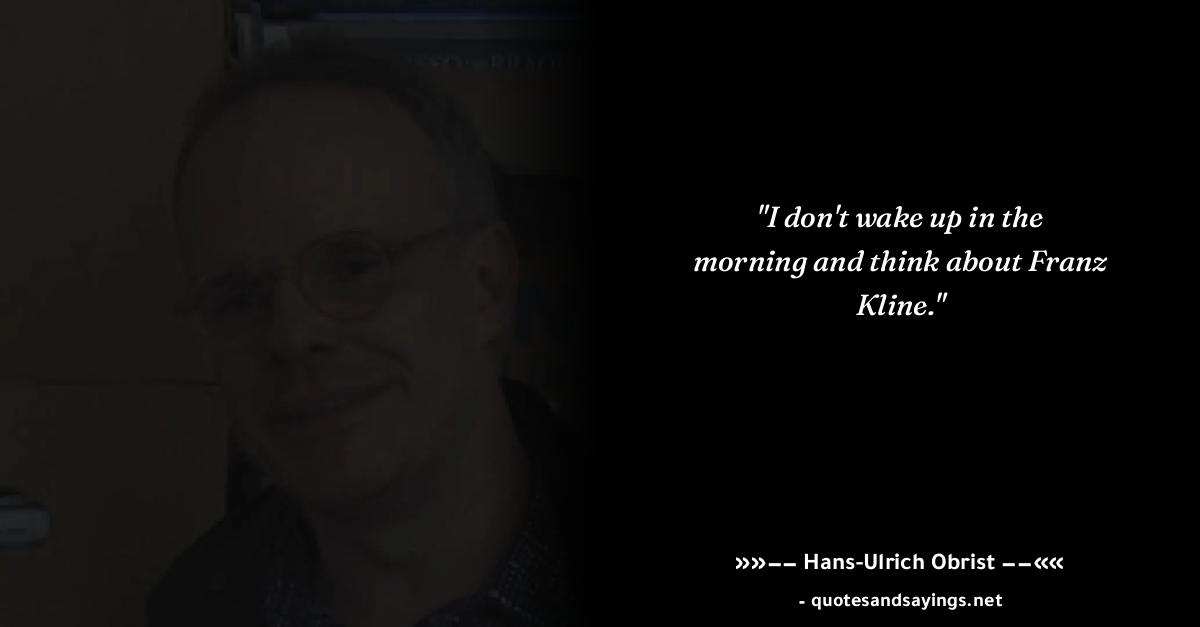 "I don't wake up in the
morning and think about Franz
Kline."
»»−− Hans-Ulrich Obrist −−««
- quotesandsayings.net